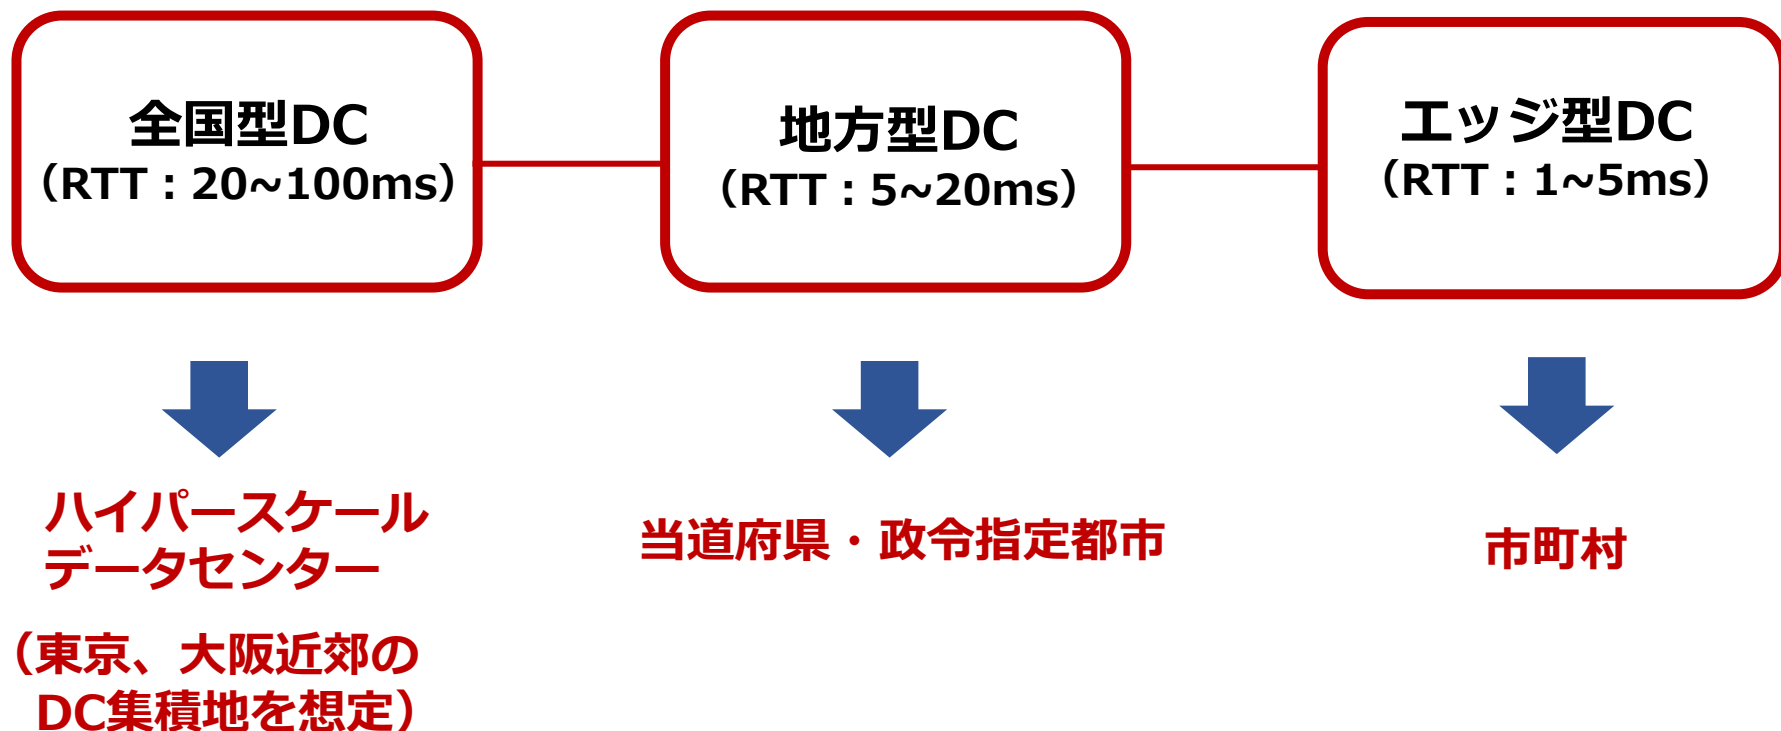 全国型DC
（RTT：20~100ms）
地方型DC
（RTT：5~20ms）
エッジ型DC
（RTT：1~5ms）
ハイパースケール
データセンター
（東京、大阪近郊の
DC集積地を想定）
当道府県・政令指定都市
市町村